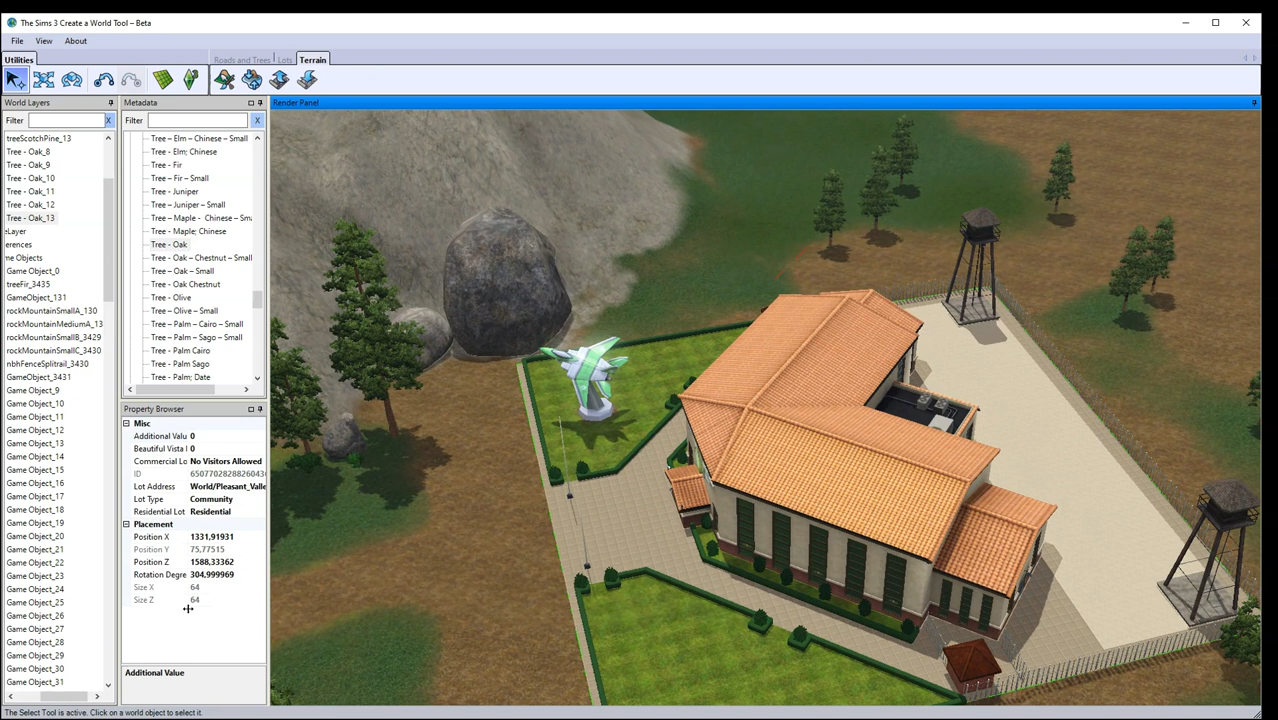 The Sims 3 Create a World Tool – Beta
File View About
Utilities Roads and Trees Lots Terrain
World Layers
Filter X
treeScotchPine_13
Tree - Oak_8
Tree - Oak_9
Tree - Oak_10
Tree - Oak_11
Tree - Oak_12
Tree - Oak_13
eLayer
erences
me Objects
Game Object_0
treeFir_3435
GameObject_131
rockMountainSmallA_130
rockMountainMediumA_13
rockMountainSmallB_3429
rockMountainSmallC_3430
nbhFenceSplitrail_3430
GameObject_3431
Game Object_9
Game Object_10
Game Object_11
Game Object_12
Game Object_13
Game Object_14
Game Object_15
Game Object_16
Game Object_17
Game Object_18
Game Object_19
Game Object_20
Game Object_21
Game Object_22
Game Object_23
Game Object_24
Game Object_25
Game Object_26
Game Object_27
Game Object_28
Game Object_29
Game Object_30
Game Object_31
Metadata
Filter X
Tree – Elm – Chinese – Small
Tree - Elm; Chinese
Tree - Fir
Tree – Fir – Small
Tree - Juniper
Tree – Juniper – Small
Tree – Maple - Chinese – Sm
Tree - Maple; Chinese
Tree - Oak
Tree - Oak – Chestnut – Small
Tree - Oak – Small
Tree - Oak Chestnut
Tree - Olive
Tree – Olive – Small
Tree – Palm – Cairo – Small
Tree – Palm – Sago – Small
Tree - Palm Cairo
Tree - Palm Sago
Tree - Palm; Date
Property Browser
Misc
Additional Valu 0
Beautiful Vista I 0
Commercial Lo No Visitors Allowed
ID 6507702828826043
Lot Address World/Pleasant_Valle
Lot Type Community
Residential Lot Residential
Placement
Position X 1331,91931
Position Y 75,77515
Position Z 1588,33362
Rotation Degre 304,999969
Size X 64
Size Z 64
Additional Value
Render Panel
The Select Tool is active. Click on a world object to select it.